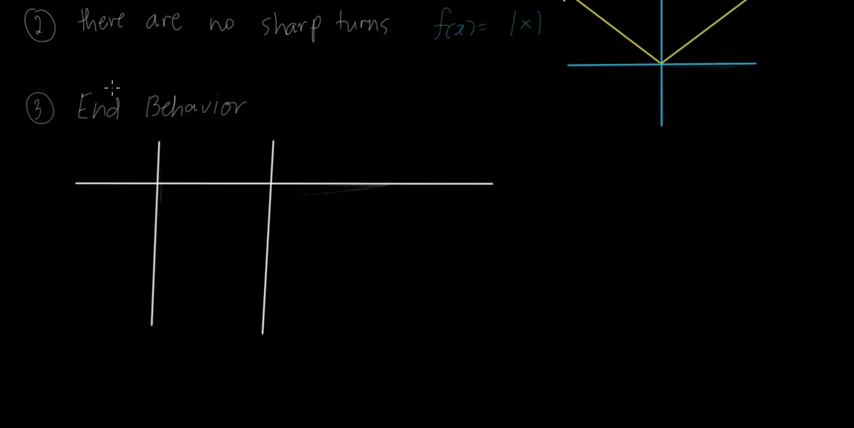 ② there are no sharp turns f(x) = |x|
③ End Behavior